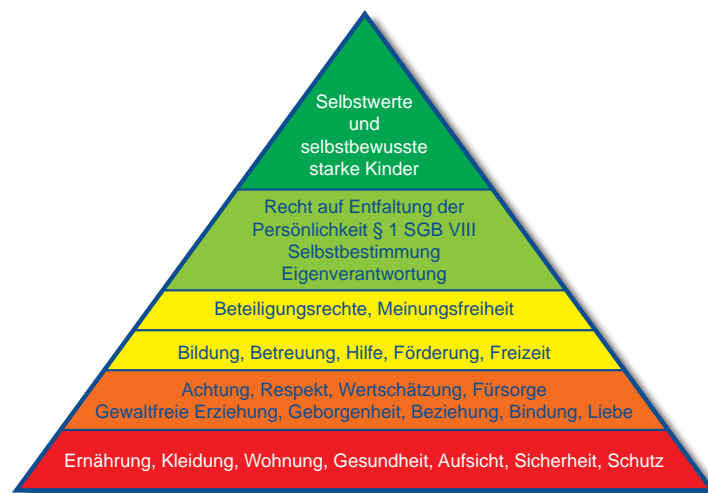 Selbstwerte
und
selbstbewusste
starke Kinder
Recht auf Entfaltung der
Persönlichkeit § 1 SGB VIII
Selbstbestimmung
Eigenverantwortung
Beteiligungsrechte, Meinungsfreiheit
Bildung, Betreuung, Hilfe, Förderung, Freizeit
Achtung, Respekt, Wertschätzung, Fürsorge
Gewaltfreie Erziehung, Geborgenheit, Beziehung, Bindung, Liebe
Ernährung, Kleidung, Wohnung, Gesundheit, Aufsicht, Sicherheit, Schutz